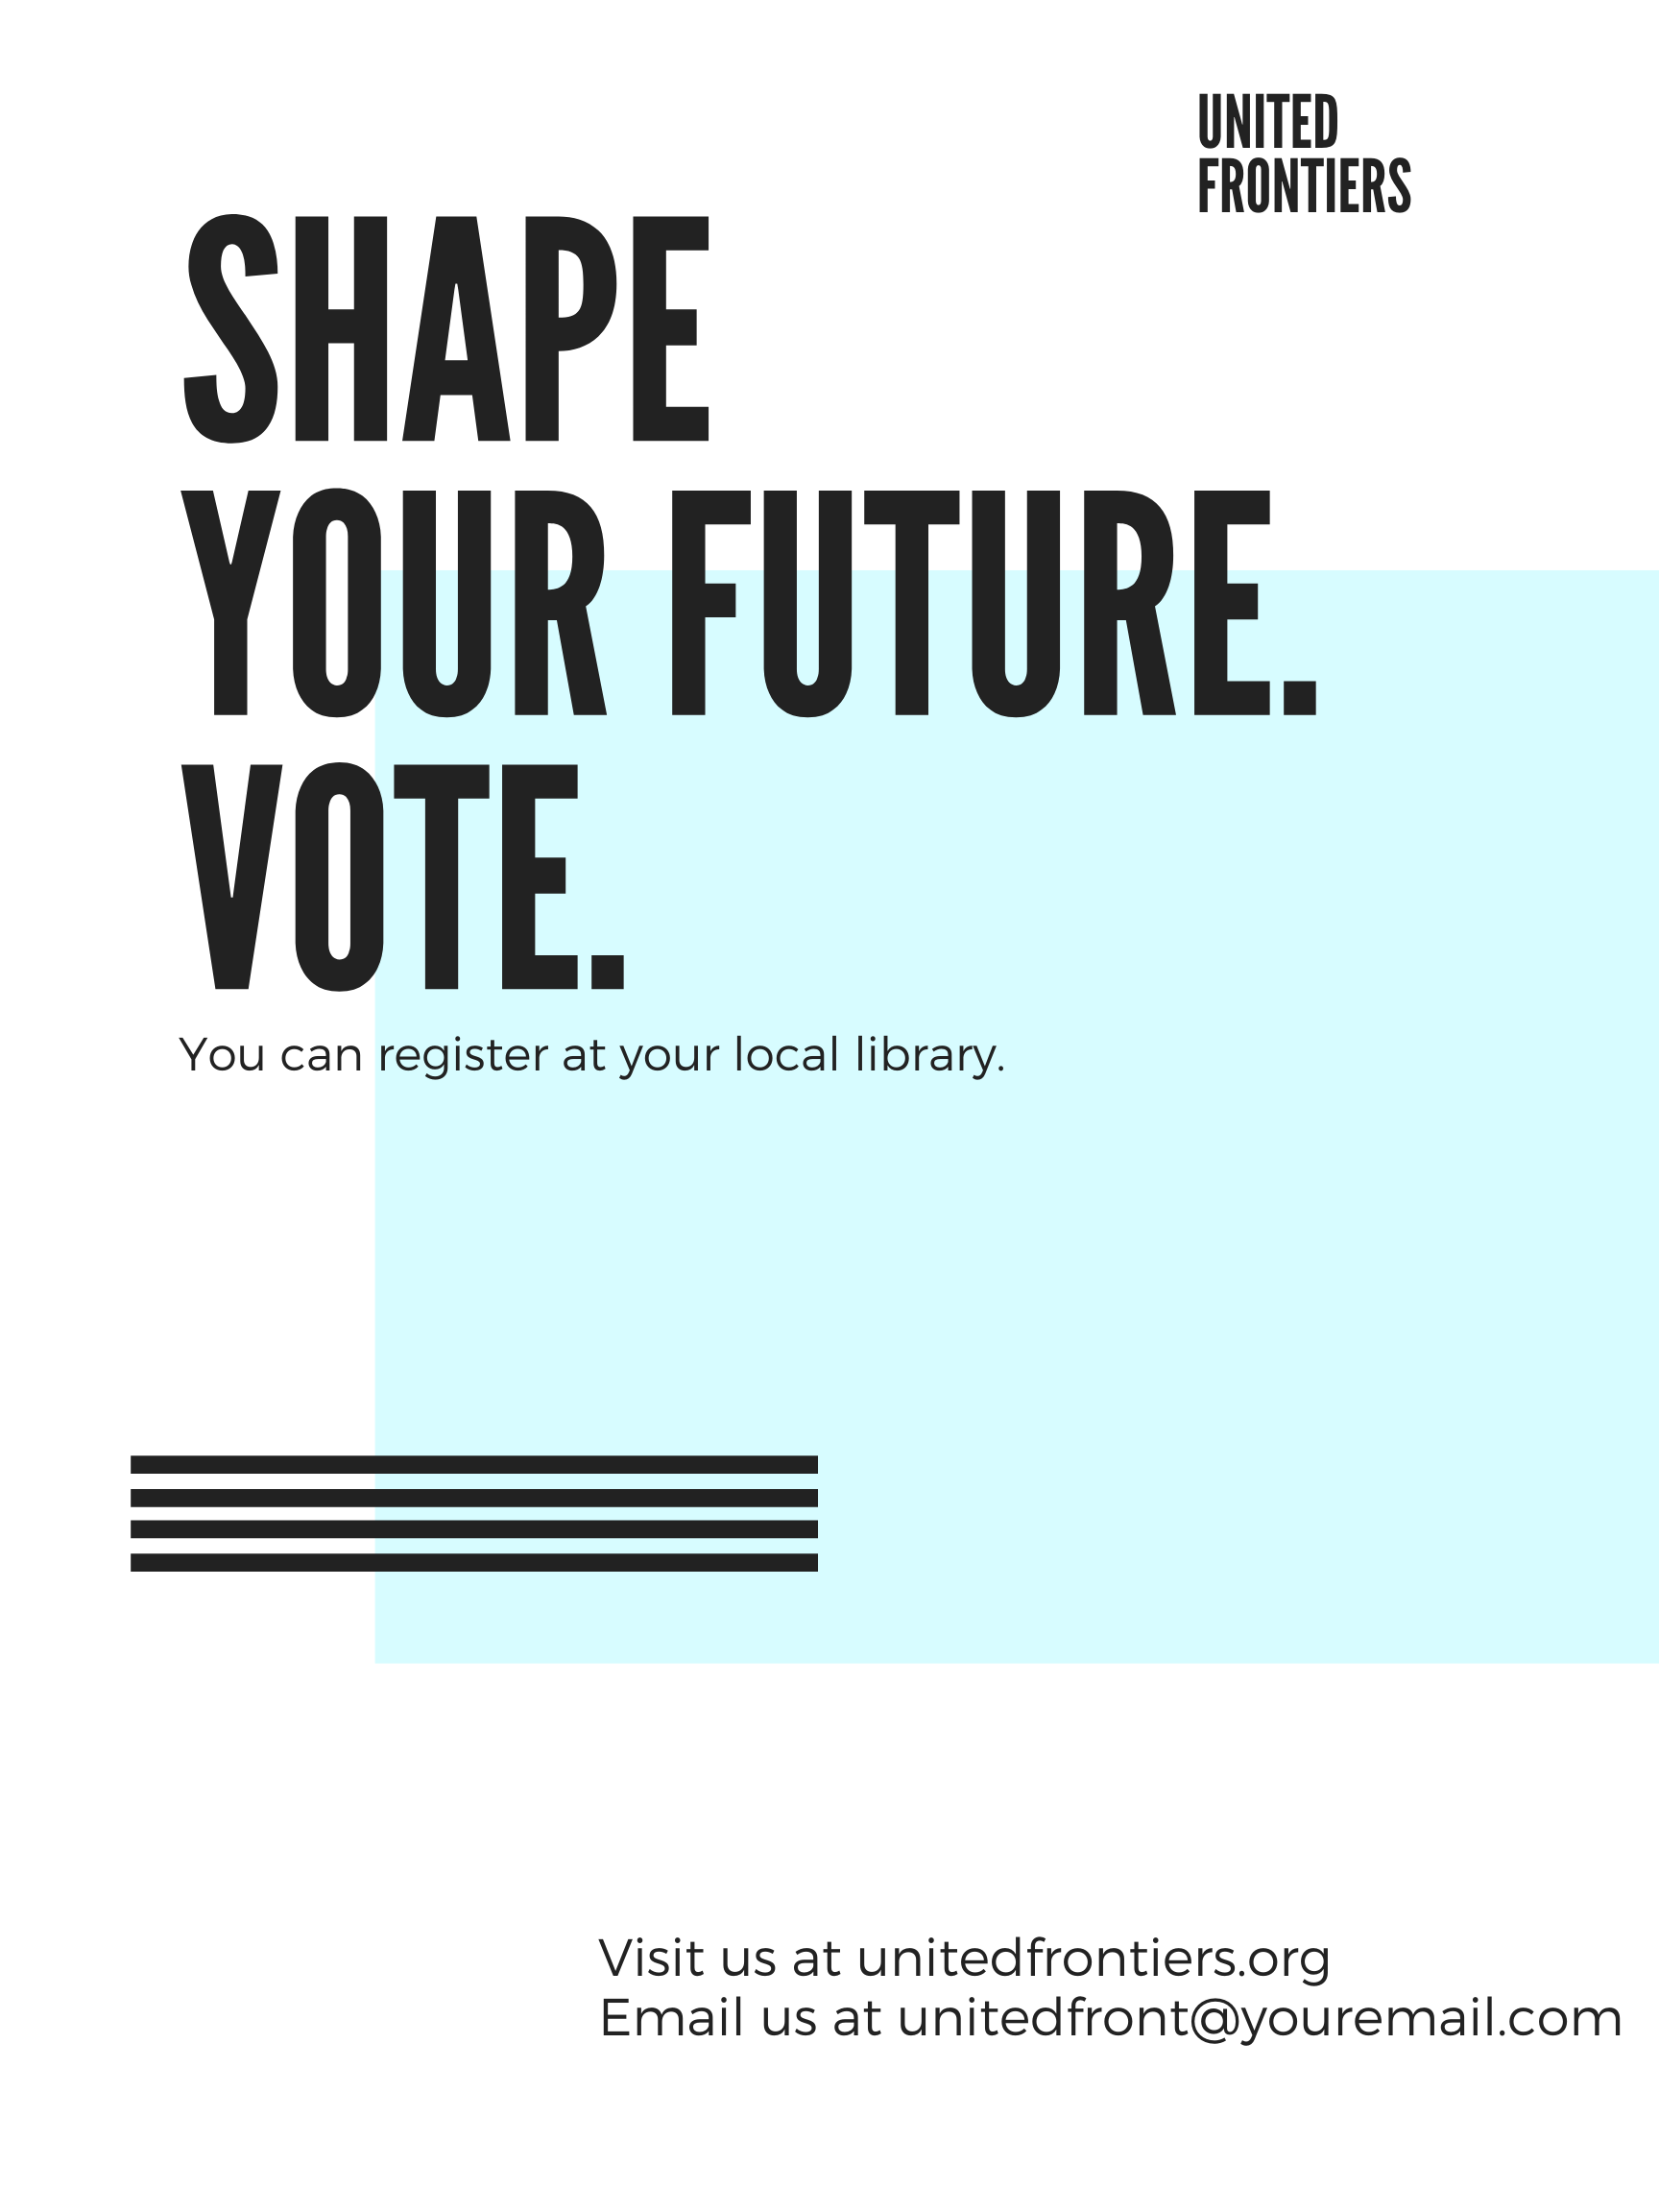 UNITED
FRONTIERS
SHAPE
YOUR FUTURE.
VOTE.
You can register at your local library.
Visit us at unitedfrontiers.org
Email us at unitedfront@youremail.com